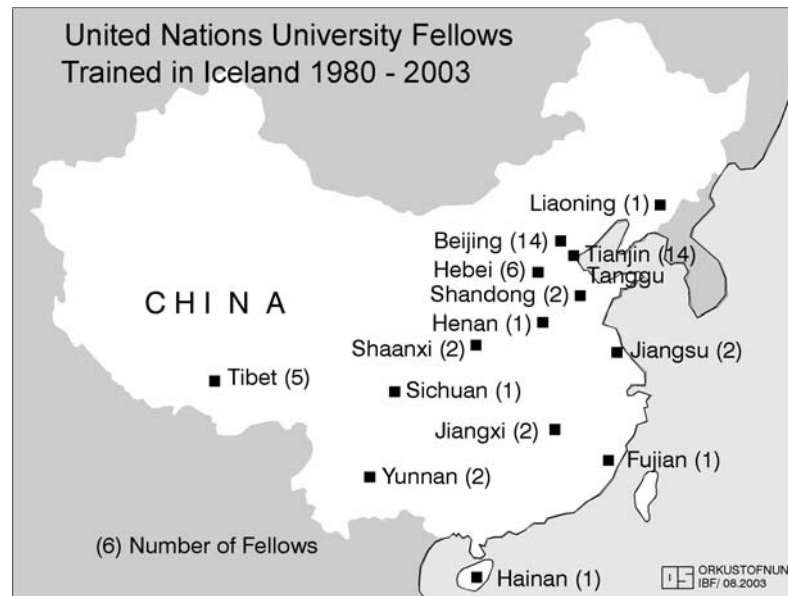 United Nations University Fellows
Trained in Iceland 1980 - 2003
Liaoning (1)
Beijing (14)
Tianjin (14)
Hebei (6)
Tanggu
Shandong (2)
CHINA
Henan (1)
Shaanxi (2)
Jiangsu (2)
Tibet (5)
Sichuan (1)
Jiangxi (2)
Fujian (1)
Yunnan (2)
(6) Number of Fellows
Hainan (1)
OS
ORKUSTOFNUN
IBF/ 08.2003